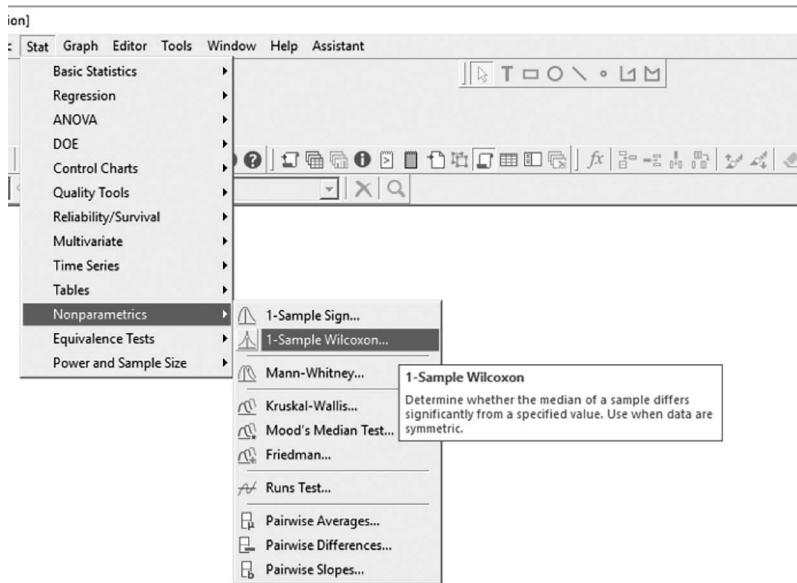 ion]
Stat Graph Editor Tools Window Help Assistant
Basic Statistics
Regression
ANOVA
DOE
Control Charts
Quality Tools
Reliability/Survival
Multivariate
Time Series
Tables
Nonparametrics
Equivalence Tests
Power and Sample Size
1-Sample Sign...
1-Sample Wilcoxon...
Mann-Whitney...
Kruskal-Wallis...
Mood's Median Test...
Friedman...
Runs Test...
Pairwise Averages...
Pairwise Differences...
Pairwise Slopes...
1-Sample Wilcoxon
Determine whether the median of a sample differs
significantly from a specified value. Use when data are
symmetric.
T
fx